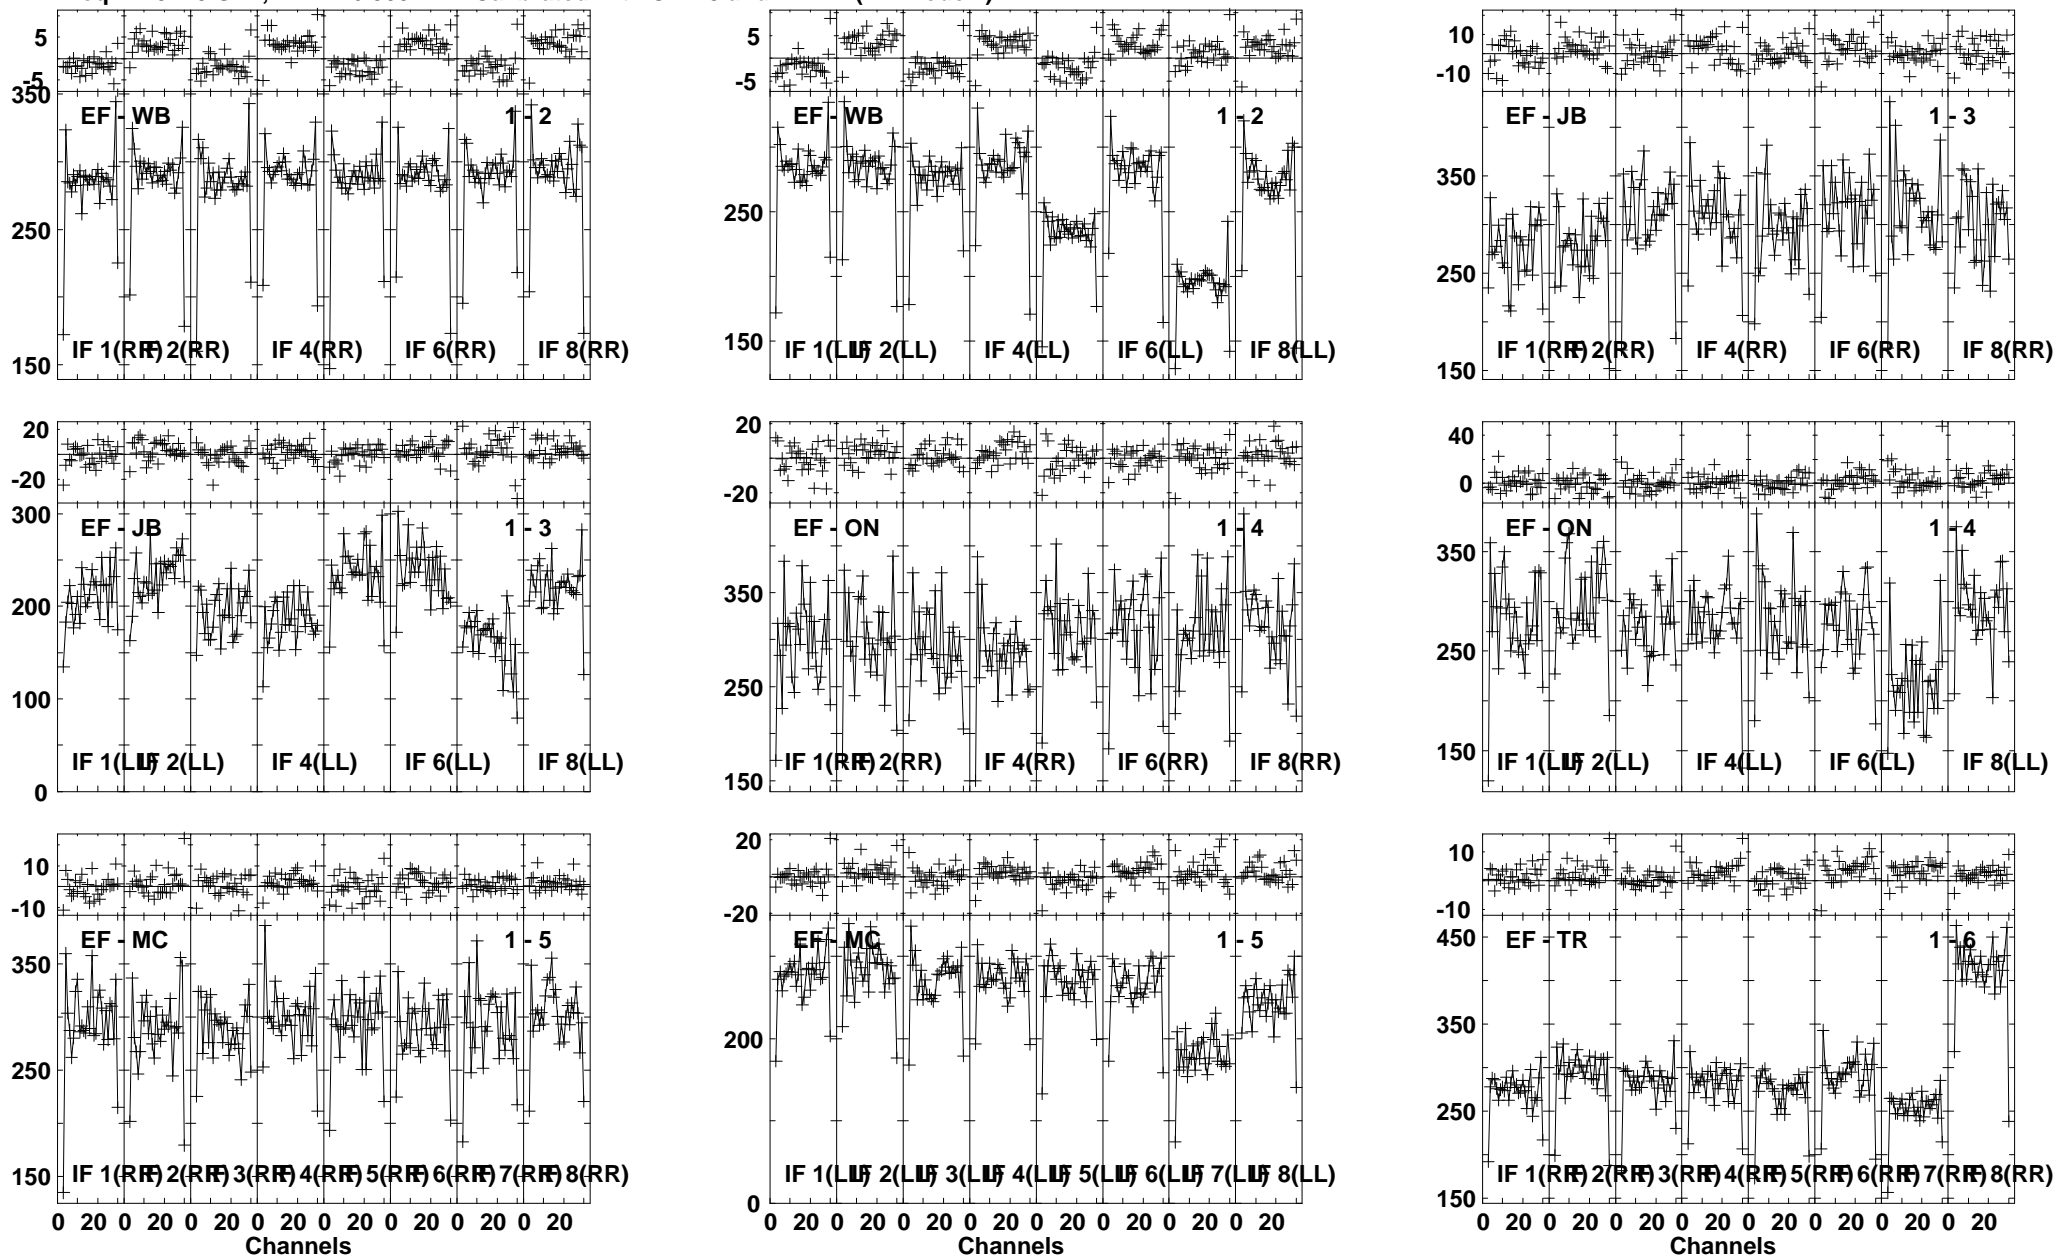 5 5 10
-5 -5 -10
350
EF - WB 1 - 2 EF - WB 1 - 2 EF - JB 1 - 3
350
250 250 250
IF 1(RR) IF 2(RR) IF 4(RR) IF 6(RR) IF 8(RR) IF 1(LL) IF 2(LL) IF 4(LL) IF 6(LL) IF 8(LL) IF 1(RR) IF 2(RR) IF 4(RR) IF 6(RR) IF 8(RR)
150 150 150
20 20 40
-20 -20 0
300
EF - JB 1 - 3 EF - ON 1 - 4 EF - ON 1 - 4
200 350 350
100 250 250
IF 1(LL) IF 2(LL) IF 4(LL) IF 6(LL) IF 8(LL) IF 1(RR) IF 2(RR) IF 4(RR) IF 6(RR) IF 8(RR) IF 1(LL) IF 2(LL) IF 4(LL) IF 6(LL) IF 8(LL)
0 150 150
10 20 10
-10 -20 -10
EF - MC 1 - 5 EF - MC 1 - 5 EF - TR 1 - 6
350 450
250 200 350
250
IF 1(RR) IF 2(RR) IF 3(RR) IF 4(RR) IF 5(RR) IF 6(RR) IF 7(RR) IF 8(RR) IF 1(LL) IF 2(LL) IF 3(LL) IF 4(LL) IF 5(LL) IF 6(LL) IF 7(LL) IF 8(LL) IF 1(RR) IF 2(RR) IF 3(RR) IF 4(RR) IF 5(RR) IF 6(RR) IF 7(RR) IF 8(RR)
150 0 150
0 20 0 20 0 20 0 20 0 20 0 20 0 20 0 20 0 20 0 20 0 20 0 20 0 20 0 20 0 20 0 20 0 20 0 20 0 20 0 20 0 20 0 20 0 20 0 20
Channels Channels Channels